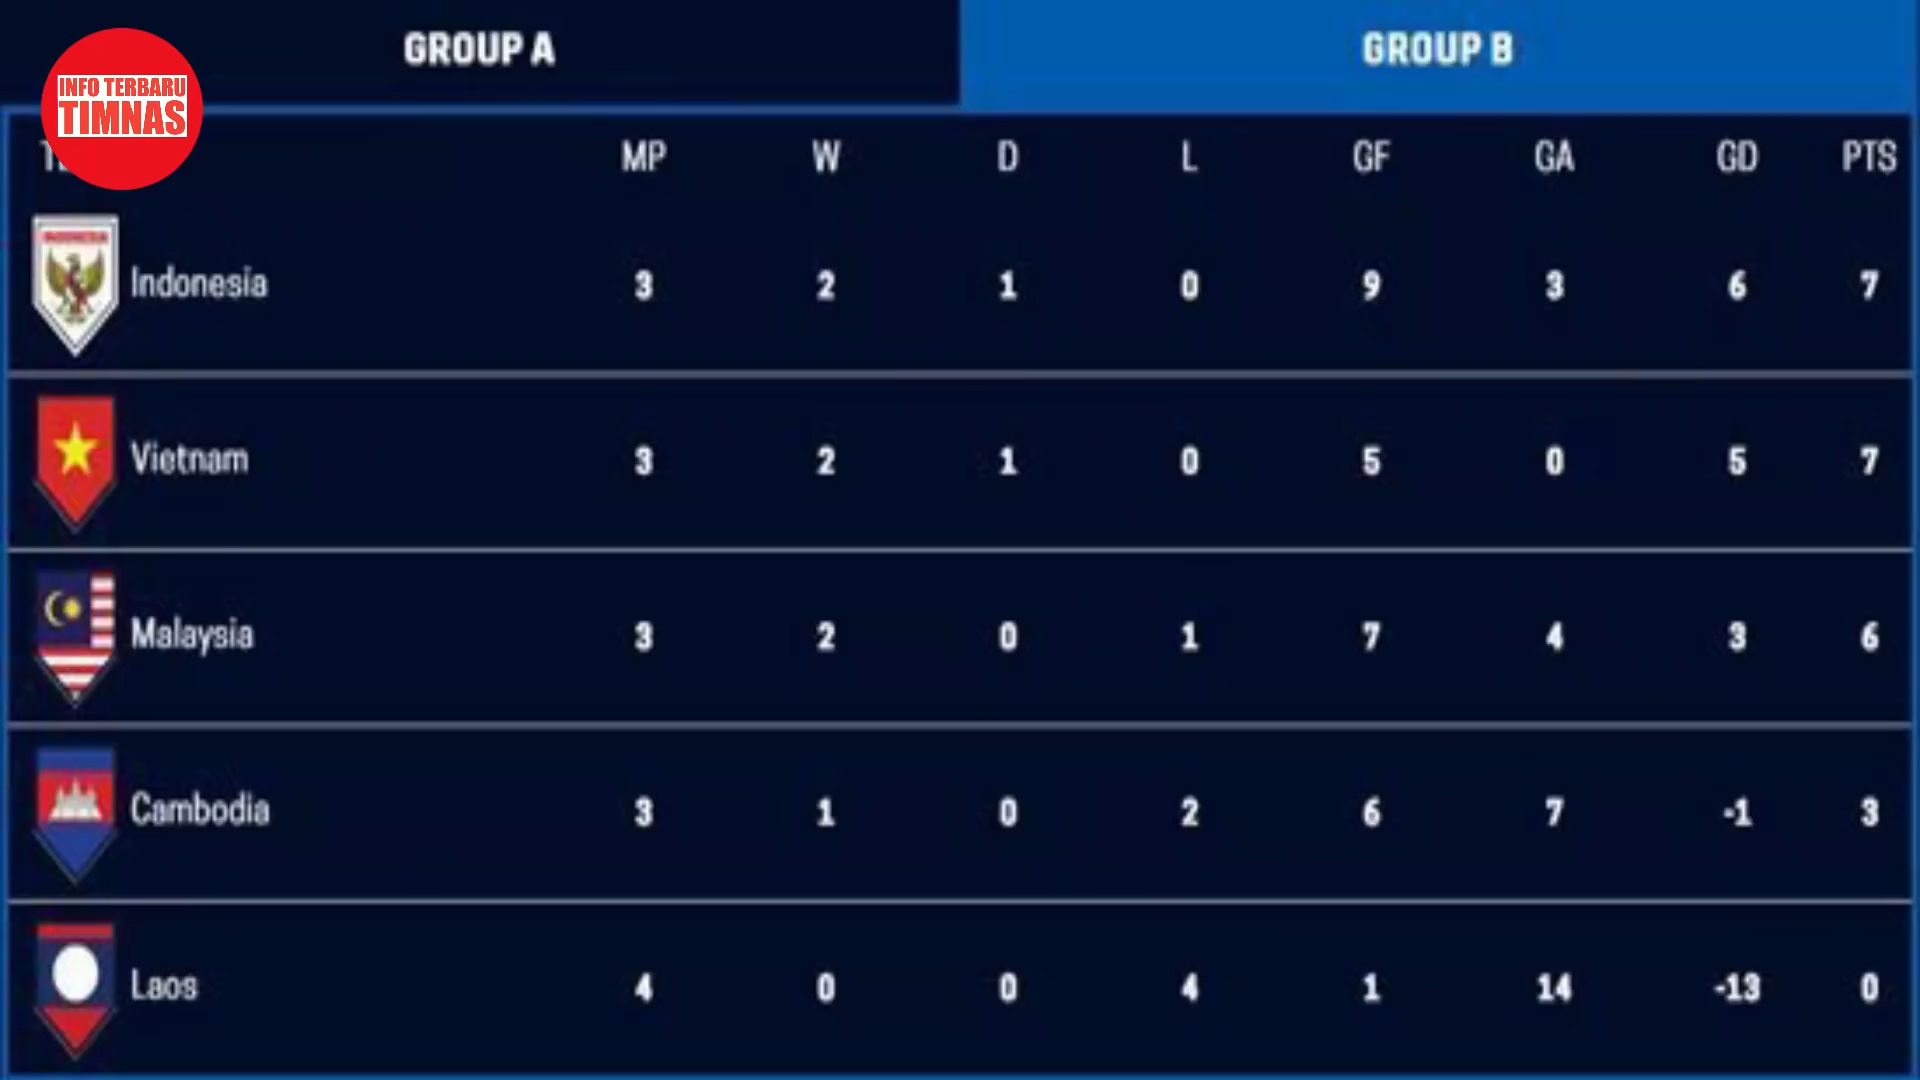 GROUP A GROUP B
INFO TERBARU
TIMNAS
MP W D L GF GA GD PTS
INDONESIA
Indonesia 3 2 1 0 9 3 6 7
Vietnam 3 2 1 0 5 0 5 7
Malaysia 3 2 0 1 7 4 3 6
Cambodia 3 1 0 2 6 7 -1 3
Laos 4 0 0 4 1 14 -13 0